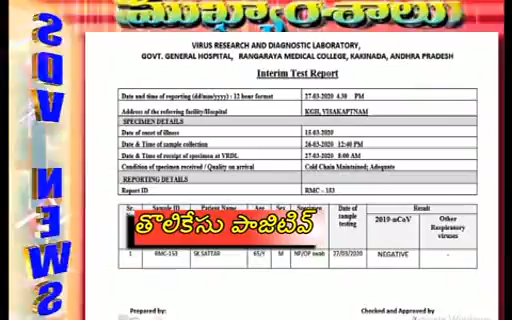 ముఖ్యాంశాలు
SDV NEWS
VIRUS RESEARCH AND DIAGNOSTIC LABORATORY,
GOVT. GENERAL HOSPITAL, RANGARAYA MEDICAL COLLEGE, KAKINADA, ANDHRA PRADESH
Interim Test Report
Date and time of reporting (dd/mm/yyyy) : 12 hour format 27-03-2020 4.30 PM
Address of the referring facility/Hospital KGH, VISAKAPTNAM
SPECIMEN DETAILS
Date of onset of illness 15-03-2020
Date & Time of sample collection 26-03-2020 12:40 PM
Date & Time of receipt of specimen at VRDL 27-03-2020 8:00 AM
Condition of specimen received / Quality on arrival Cold Chain Maintained; Adequate
REPORTING DETAILS
Report ID RMC - 153
Sr. Sample ID Patient Name Age Sex Specimen Date of sample testing Result
2019-nCoV Other Respiratory viruses
తొలికేసు పాజిటివ్
1 RMC-153 SK SATTAR 65/Y M NP/OP swab 27/03/2020 NEGATIVE -
Prepared by: Checked and Approved by